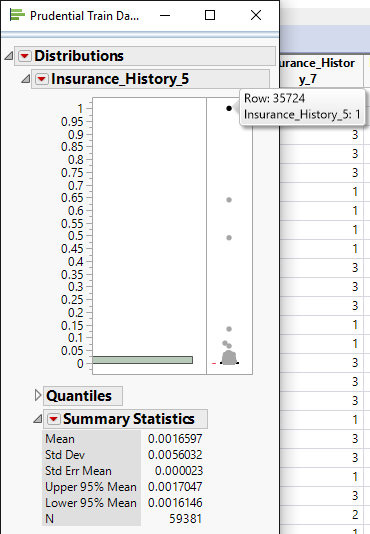 Prudential Train Da...
Distributions
Insurance_History_5
urance_Histor
y_7
Row: 35724
Insurance_History_5: 1
1
0.95
0.9
0.85
0.8
0.75
0.7
0.65
0.6
0.55
0.5
0.45
0.4
0.35
0.3
0.25
0.2
0.15
0.1
0.05
0
3
3
3
1
1
1
1
3
3
3
1
1
3
3
3
1
3
3
1
3
2
1
Quantiles
Summary Statistics
Mean 0.0016597
Std Dev 0.0056032
Std Err Mean 0.000023
Upper 95% Mean 0.0017047
Lower 95% Mean 0.0016146
N 59381